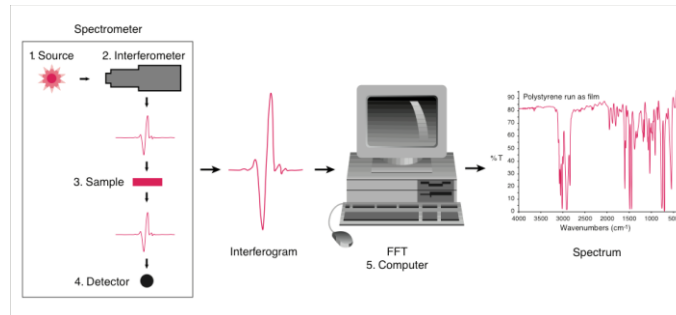 Spectrometer
1. Source
2. Interferometer
3. Sample
4. Detector
Interferogram
FFT
5. Computer
Polystyrene run as film
% T
90
80
70
60
50
40
30
20
10
0
4000 3500 3000 2500 2000 1500 1000 500
Wavenumbers (cm-1)
Spectrum